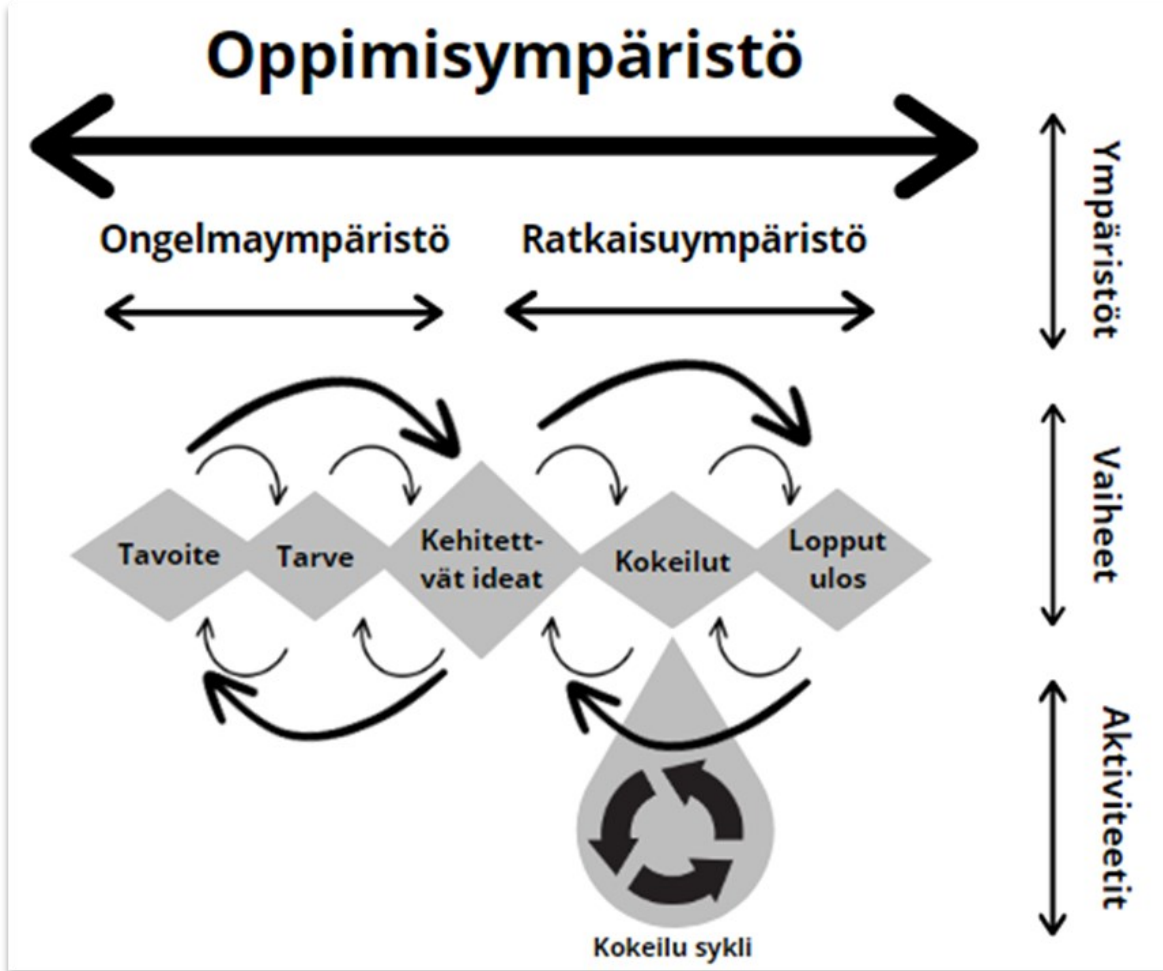 Oppimisympäristö
Ongelmaympäristö
Ratkaisuympäristö
Ympäristöt
Tavoite
Tarve
Kehitett-
vät ideat
Kokeilut
Lopput
ulos
Vaiheet
Aktiviteetit
Kokeilu sykli